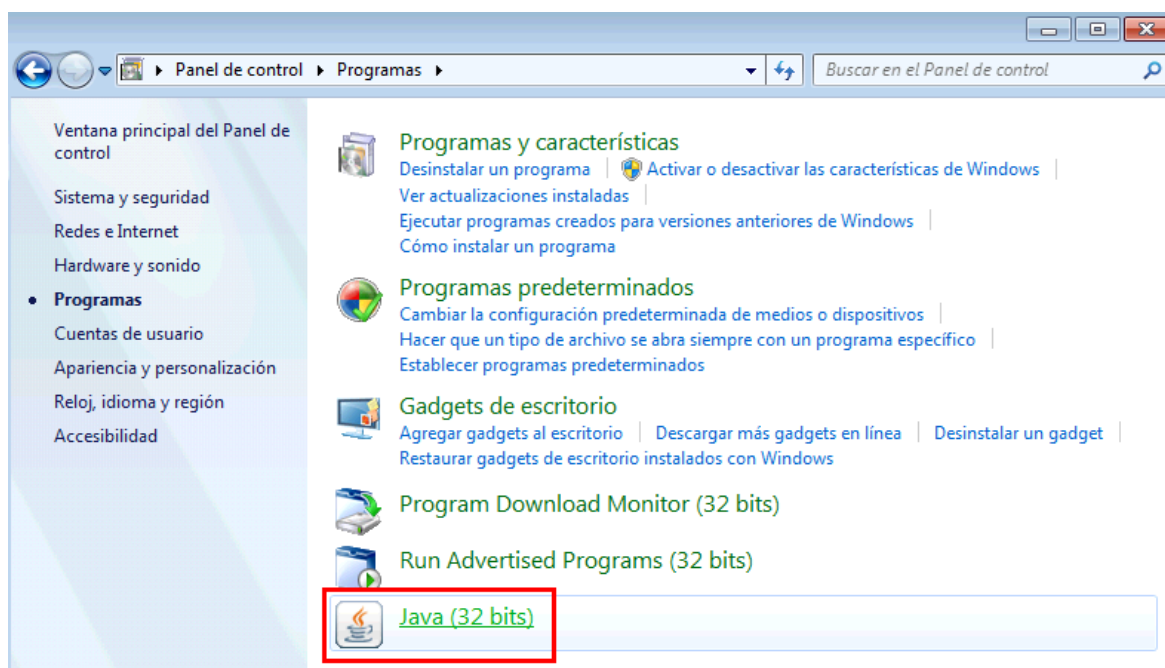 Panel de control Programas
Buscar en el Panel de control
Ventana principal del Panel de
control
Sistema y seguridad
Redes e Internet
Hardware y sonido
Programas
Cuentas de usuario
Apariencia y personalización
Reloj, idioma y región
Accesibilidad
Programas y características
Desinstalar un programa Activar o desactivar las características de Windows
Ver actualizaciones instaladas
Ejecutar programas creados para versiones anteriores de Windows
Cómo instalar un programa
Programas predeterminados
Cambiar la configuración predeterminada de medios o dispositivos
Hacer que un tipo de archivo se abra siempre con un programa específico
Establecer programas predeterminados
Gadgets de escritorio
Agregar gadgets al escritorio Descargar más gadgets en línea Desinstalar un gadget
Restaurar gadgets de escritorio instalados con Windows
Program Download Monitor (32 bits)
Run Advertised Programs (32 bits)
Java (32 bits)